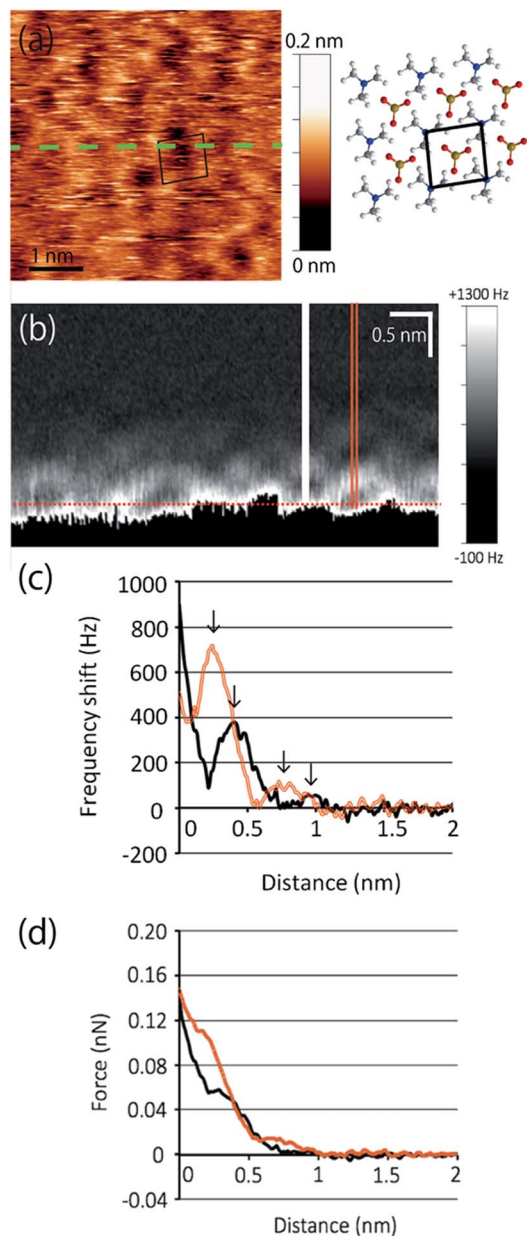 (a)
0.2 nm
1 nm
0 nm
(b)
0.5 nm
+1300 Hz
-100 Hz
(c)
1000
800
600
400
200
0
-200
Frequency shift (Hz)
0 0.5 1 1.5 2
Distance (nm)
(d)
0.20
0.16
0.12
0.08
0.04
0
-0.04
Force (nN)
0 0.5 1 1.5 2
Distance (nm)